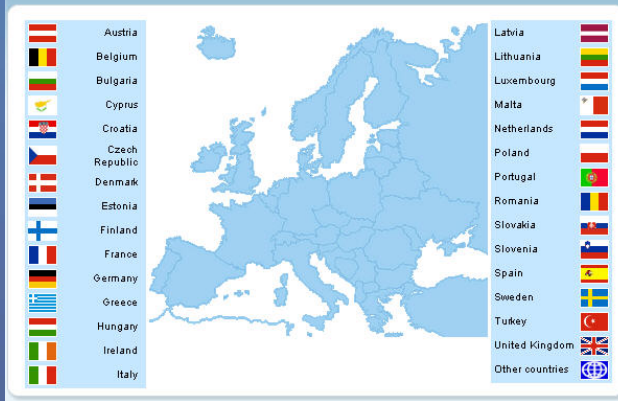 Austria
Belgium
Bulgaria
Cyprus
Croatia
Czech
Republic
Denmark
Estonia
Finland
France
Germany
Greece
Hungary
Ireland
Italy
Latvia
Lithuania
Luxembourg
Malta
Netherlands
Poland
Portugal
Romania
Slovakia
Slovenia
Spain
Sweden
Turkey
United Kingdom
Other countries